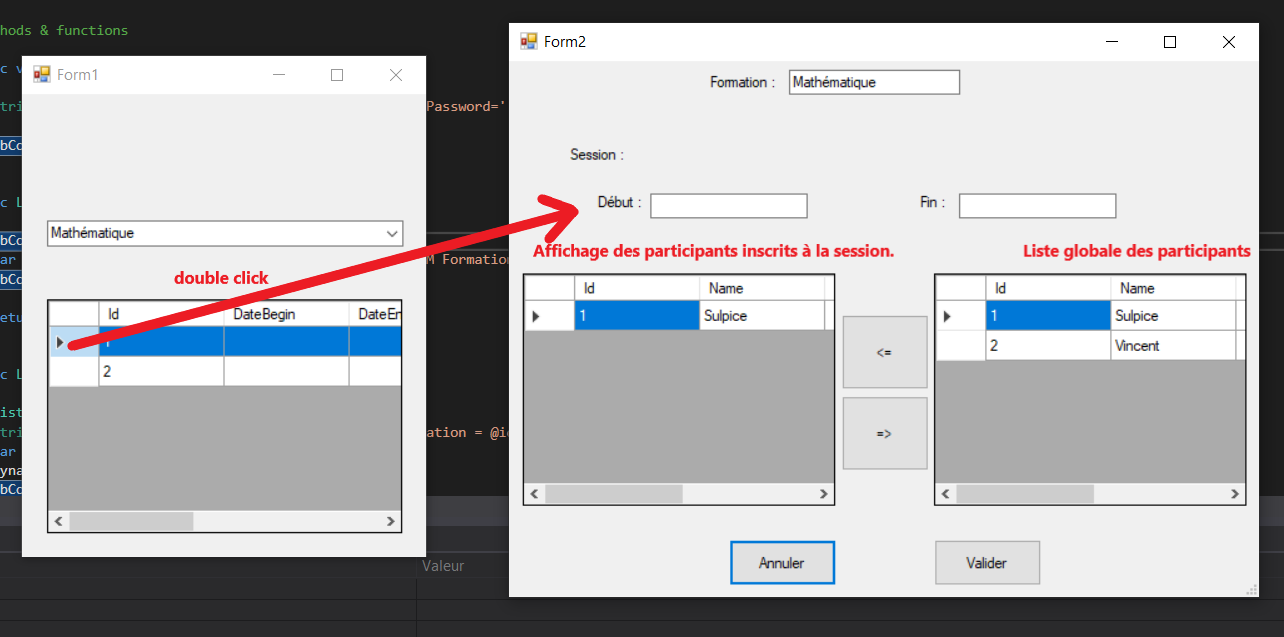 hods & functions
c v
Form1
Form2
Formation :
Mathématique
tri
Password='
bCo
Session :
c L
Début :
Fin :
Mathématique
bCo
ar
M Formation
Affichage des participants inscrits à la session.
Liste globale des participants
bCo
double click
Id
Name
Id
Name
etu
Id
DateBegin
DateEn
1
Sulpice
1
Sulpice
1
2
Vincent
<=
2
c L
ist
tri
ation = @i
=>
ar
yna
bCo
Annuler
Valider
Valeur